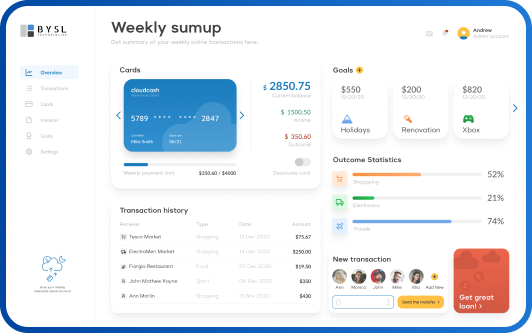 BYSL
TECHNOLOGIES
Overview
Transactions
Cards
Invoices
Goals
Settings
Weekly sumup
Get summary of your weekly online transactions here.
Andrew
Admin account
Cards
cloudcash
5789 **** **** 2847
Mike Smith
06/21
Weekly payment limit
$350.60 / $4000
$ 2850.75
Current balance
$ 1500.50
Income
$ 350.60
Outcome
Deactivate card
Goals
$550
12/20/20
Holidays
$200
12/20/20
Renovation
$820
12/20/20
Xbox
Outcome Statistics
52%
Shopping
21%
Electronics
74%
Travels
Transaction history
Receiver Type Date Amount
Tesco Market Shopping 13 Dec 2020 $75.67
ElectroMen Market Shopping 14 Dec 2020 $250.00
Fiorgio Restaurant Food 07 Dec 2020 $19.50
John Mathew Kayne Sport 06 Dec 2020 $350
Ann Marlin Shopping 31 Nov 2020 $430
New transaction
Ann Monica John Mike Mia Add New
Send the transfer
Get great
loan!